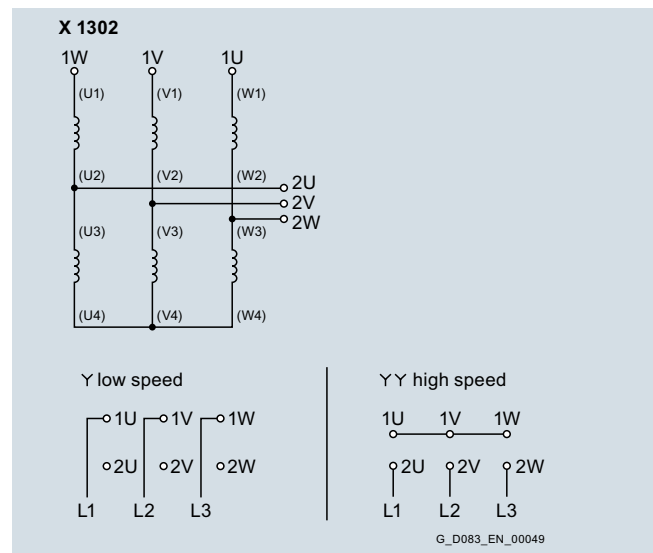 X 1302
1W 1V 1U
(U1) (V1) (W1)
(U2) (V2) (W2)
2U
2V
2W
(U3) (V3) (W3)
(U4) (V4) (W4)
Y low speed
1U 1V 1W
2U 2V 2W
L1 L2 L3
Y Y high speed
1U 1V 1W
2U 2V 2W
L1 L2 L3
G_D083_EN_00049